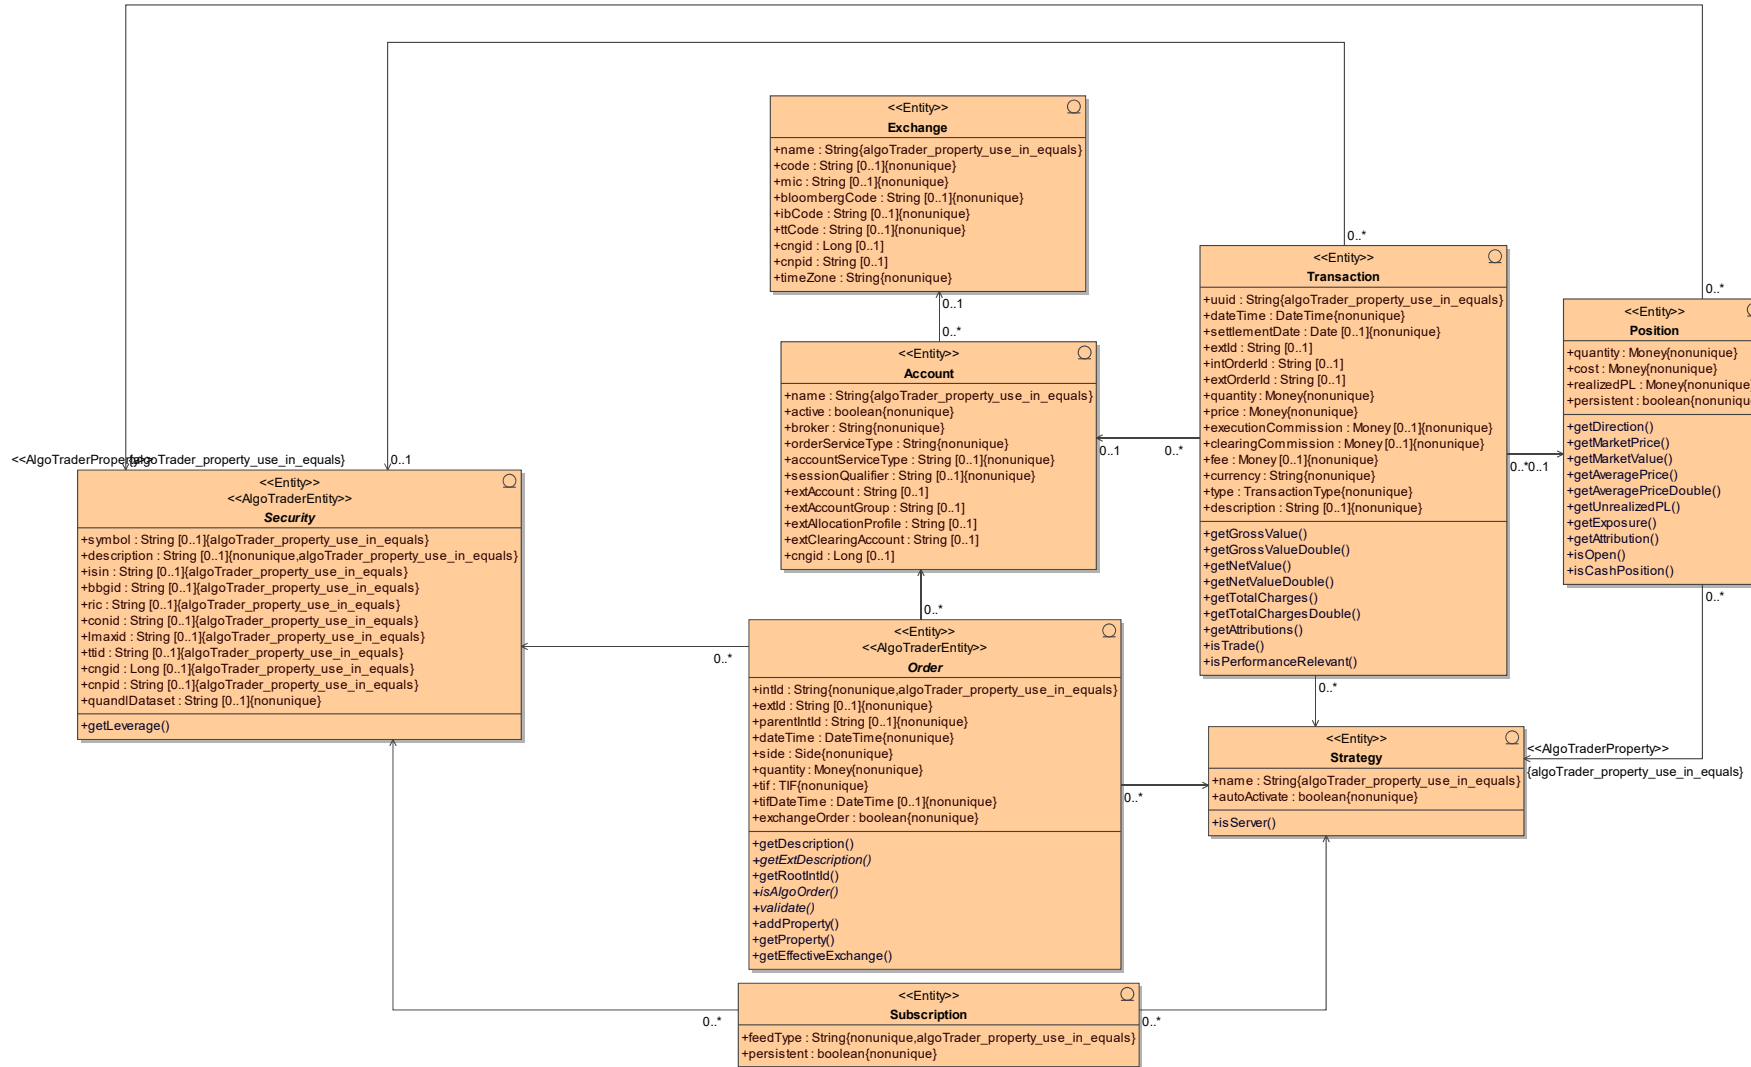 <<Entity>>
Exchange
+name : String{algoTrader_property_use_in_equals}
+code : String [0..1]{nonunique}
+mic : String [0..1]{nonunique}
+bloombergCode : String [0..1]{nonunique}
+ibCode : String [0..1]{nonunique}
+ttCode : String [0..1]{nonunique}
+cngid : Long [0..1]
+cnpid : String [0..1]
+timeZone : String{nonunique}
0..1
0..*
<<Entity>>
Account
+name : String{algoTrader_property_use_in_equals}
+active : boolean{nonunique}
+broker : String{nonunique}
+orderServiceType : String{nonunique}
+accountServiceType : String [0..1]{nonunique}
+sessionQualifier : String [0..1]{nonunique}
+extAccount : String [0..1]
+extAccountGroup : String [0..1]
+extAllocationProfile : String [0..1]
+extClearingAccount : String [0..1]
+cngid : Long [0..1]
0..1
0..*
0..*
0..*
<<Entity>>
Transaction
+uuid : String{algoTrader_property_use_in_equals}
+dateTime : DateTime{nonunique}
+settlementDate : Date [0..1]{nonunique}
+extId : String [0..1]
+intOrderId : String [0..1]
+extOrderId : String [0..1]
+quantity : Money{nonunique}
+price : Money{nonunique}
+executionCommission : Money [0..1]{nonunique}
+clearingCommission : Money [0..1]{nonunique}
+fee : Money [0..1]{nonunique}
+currency : String{nonunique}
+type : TransactionType{nonunique}
+description : String [0..1]{nonunique}
+getGrossValue()
+getGrossValueDouble()
+getNetValue()
+getNetValueDouble()
+getTotalCharges()
+getTotalChargesDouble()
+getAttributions()
+isTrade()
+isPerformanceRelevant()
0..*
0..*0..1
0..*
<<Entity>>
Position
+quantity : Money{nonunique}
+cost : Money{nonunique}
+realizedPL : Money{nonunique
+persistent : boolean{nonuniqu
+getDirection()
+getMarketPrice()
+getMarketValue()
+getAveragePrice()
+getAveragePriceDouble()
+getUnrealizedPL()
+getExposure()
+getAttribution()
+isOpen()
+isCashPosition()
0..*
<<AlgoTraderProperty>>
{algoTrader_property_use_in_equals}
0..1
<<Entity>>
<<AlgoTraderEntity>>
Security
+symbol : String [0..1]{algoTrader_property_use_in_equals}
+description : String [0..1]{nonunique,algoTrader_property_use_in_equals}
+isin : String [0..1]{algoTrader_property_use_in_equals}
+bbgid : String [0..1]{algoTrader_property_use_in_equals}
+ric : String [0..1]{algoTrader_property_use_in_equals}
+conid : String [0..1]{algoTrader_property_use_in_equals}
+lmaxid : String [0..1]{algoTrader_property_use_in_equals}
+ttid : String [0..1]{algoTrader_property_use_in_equals}
+cngid : Long [0..1]{algoTrader_property_use_in_equals}
+cnpid : String [0..1]{algoTrader_property_use_in_equals}
+quandlDataset : String [0..1]{nonunique}
+getLeverage()
0..*
<<Entity>>
<<AlgoTraderEntity>>
Order
+intId : String{nonunique,algoTrader_property_use_in_equals}
+extId : String [0..1]{nonunique}
+parentIntId : String [0..1]{nonunique}
+dateTime : DateTime{nonunique}
+side : Side{nonunique}
+quantity : Money{nonunique}
+tif : TIF{nonunique}
+tifDateTime : DateTime [0..1]{nonunique}
+exchangeOrder : boolean{nonunique}
+getDescription()
+getExtDescription()
+getRootIntId()
+isAlgoOrder()
+validate()
+addProperty()
+getProperty()
+getEffectiveExchange()
0..*
<<Entity>>
Strategy
+name : String{algoTrader_property_use_in_equals}
+autoActivate : boolean{nonunique}
+isServer()
<<AlgoTraderProperty>>
{algoTrader_property_use_in_equals}
0..*
0..*
<<Entity>>
Subscription
+feedType : String{nonunique,algoTrader_property_use_in_equals}
+persistent : boolean{nonunique}